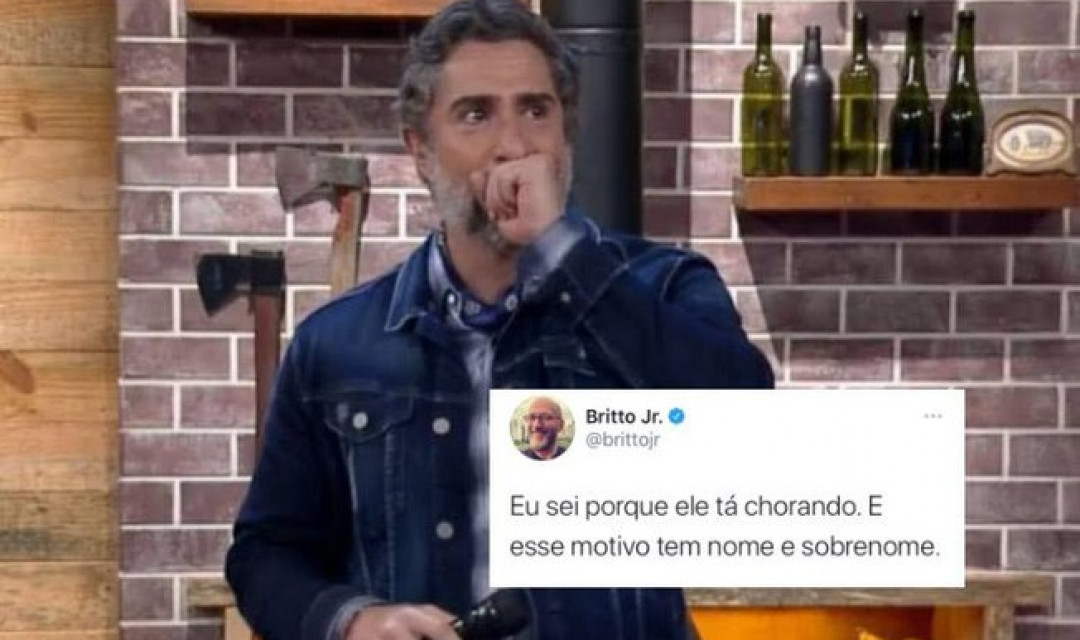 Britto Jr.
@brittojr
Eu sei porque ele tá chorando. E
esse motivo tem nome e sobrenome.